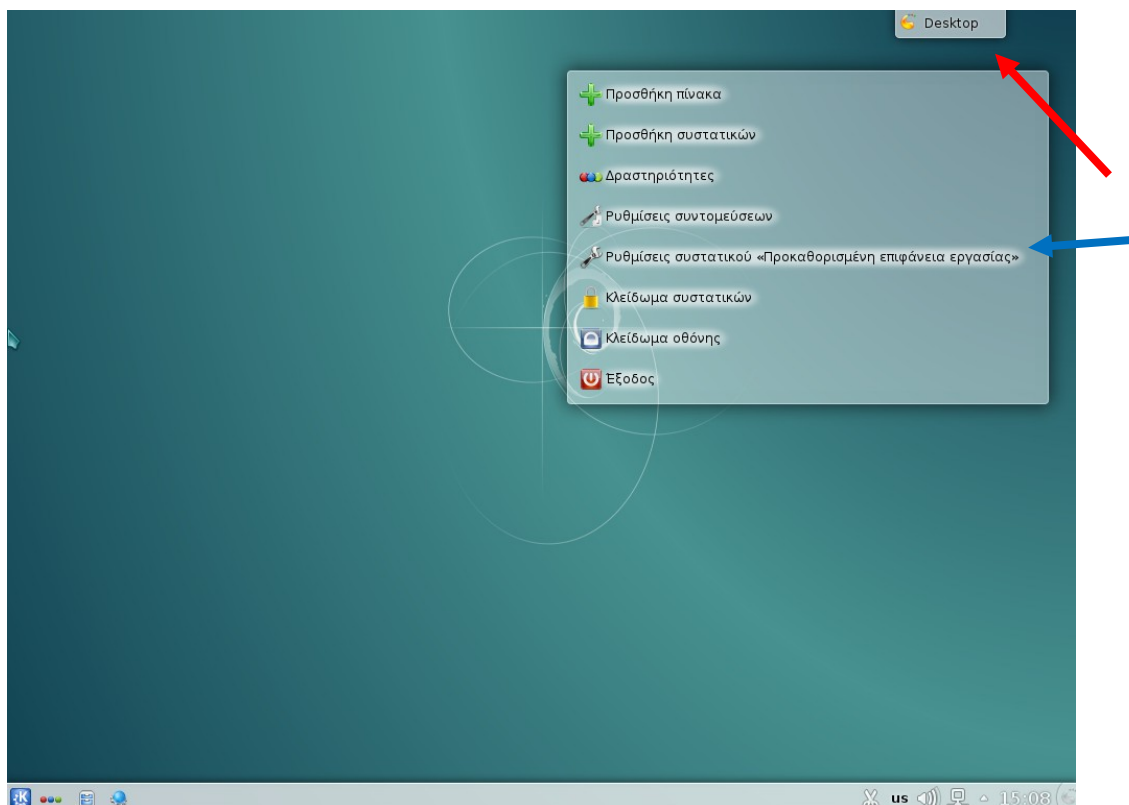 Desktop
Προσθήκη πίνακα
Προσθήκη συστατικών
Δραστηριότητες
Ρυθμίσεις συντομεύσεων
Ρυθμίσεις συστατικού «Προκαθορισμένη επιφάνεια εργασίας»
Κλείδωμα συστατικών
Κλείδωμα οθόνης
Έξοδος
us 15:08